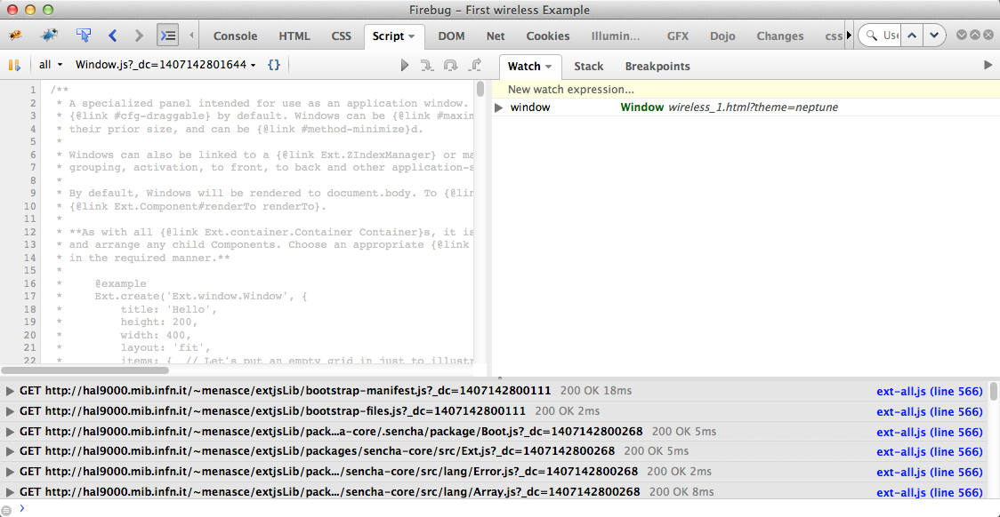 Firebug – First wireless Example
Console HTML CSS Script DOM Net Cookies Illumin... GFX Dojo Changes css
all Window.js?_dc=1407142801644 {}
Watch Stack Breakpoints
New watch expression...
window Window wireless_1.html?theme=neptune
1 /**
2 * A specialized panel intended for use as an application window.
3 * {@link #cfg-draggable} by default. Windows can be {@link #maxim
4 * their prior size, and can be {@link #method-minimize}d.
5 *
6 * Windows can also be linked to a {@link Ext.ZIndexManager} or ma
7 * grouping, activation, to front, to back and other application-s
8 *
9 * By default, Windows will be rendered to document.body. To {@lin
10 * {@link Ext.Component#renderTo renderTo}.
11 *
12 * **As with all {@link Ext.container.Container Container}s, it is
13 * and arrange any child Components. Choose an appropriate {@link
14 * in the required manner.**
15 *
16 * @example
17 * Ext.create('Ext.window.Window', {
18 * title: 'Hello',
19 * height: 200,
20 * width: 400,
21 * layout: 'fit',
22 * items: { // Let's put an empty grid in just to illustr
GET http://hal9000.mib.infn.it/~menasce/extjsLib/bootstrap-manifest.js?_dc=1407142800111 200 OK 18ms ext-all.js (line 566)
GET http://hal9000.mib.infn.it/~menasce/extjsLib/bootstrap-files.js?_dc=1407142800111 200 OK 2ms ext-all.js (line 566)
GET http://hal9000.mib.infn.it/~menasce/extjsLib/pack...a-core/.sencha/package/Boot.js?_dc=1407142800268 200 OK 5ms ext-all.js (line 566)
GET http://hal9000.mib.infn.it/~menasce/extjsLib/packages/sencha-core/src/Ext.js?_dc=1407142800268 200 OK 5ms ext-all.js (line 566)
GET http://hal9000.mib.infn.it/~menasce/extjsLib/pack.../sencha-core/src/lang/Error.js?_dc=1407142800268 200 OK 2ms ext-all.js (line 566)
GET http://hal9000.mib.infn.it/~menasce/extjsLib/pack.../sencha-core/src/lang/Array.js?_dc=1407142800268 200 OK 8ms ext-all.js (line 566)